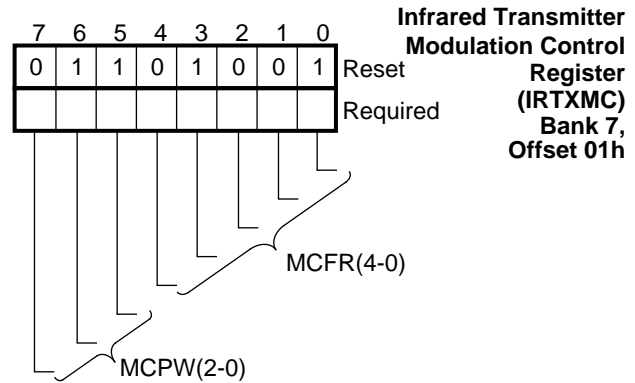 Infrared Transmitter
Modulation Control
Register
(IRTXMC)
Bank 7,
Offset 01h
7 6 5 4 3 2 1 0
0 1 1 0 1 0 0 1 Reset
Required
MCFR(4-0)
MCPW(2-0)